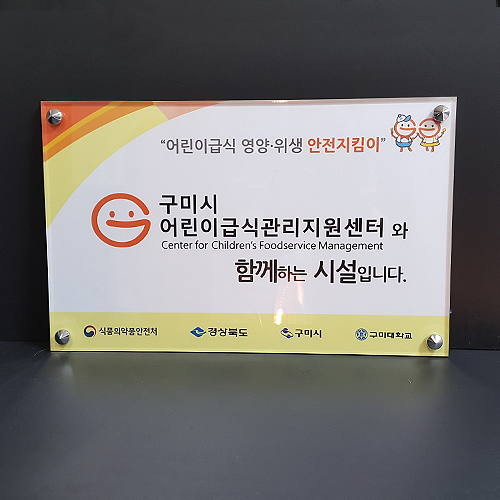 “어린이급식 영양·위생 안전지킴이”
구미시
어린이급식관리지원센터 와
Center for Children's Foodservice Management
함께하는 시설입니다.
식품의약품안전처 경상북도 구미시 구미대학교